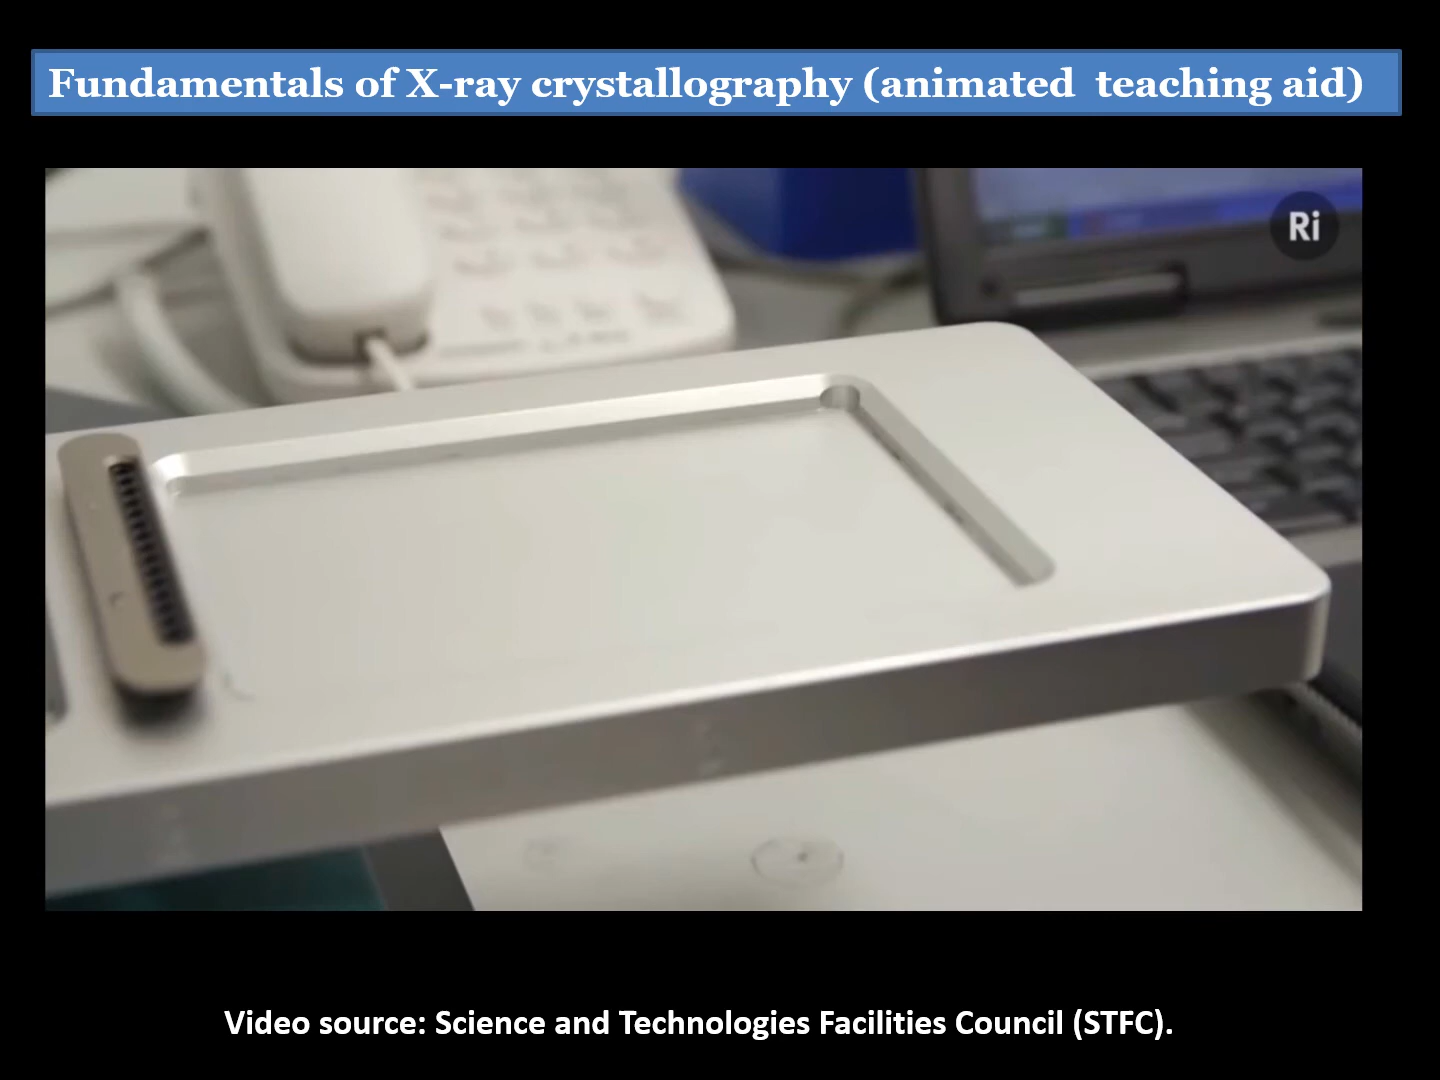 Fundamentals of X-ray crystallography (animated  teaching aid)
Ri
Video source: Science and Technologies Facilities Council (STFC).